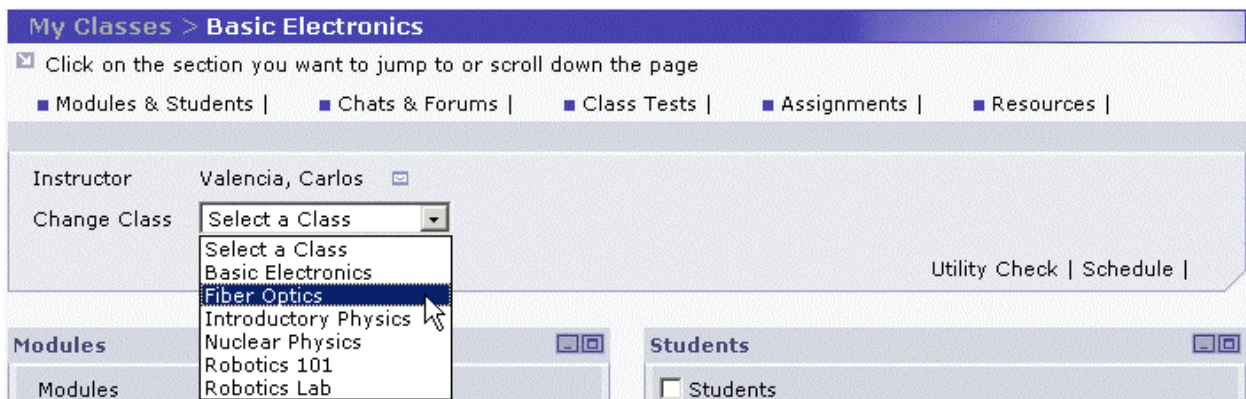 My Classes > Basic Electronics
Click on the section you want to jump to or scroll down the page
Modules & Students | Chats & Forums | Class Tests | Assignments | Resources |
Instructor Valencia, Carlos
Change Class Select a Class
Select a Class
Basic Electronics
Utility Check | Schedule |
Fiber Optics
Introductory Physics
Nuclear Physics
Robotics 101
Robotics Lab
Modules
Modules
Students
Students